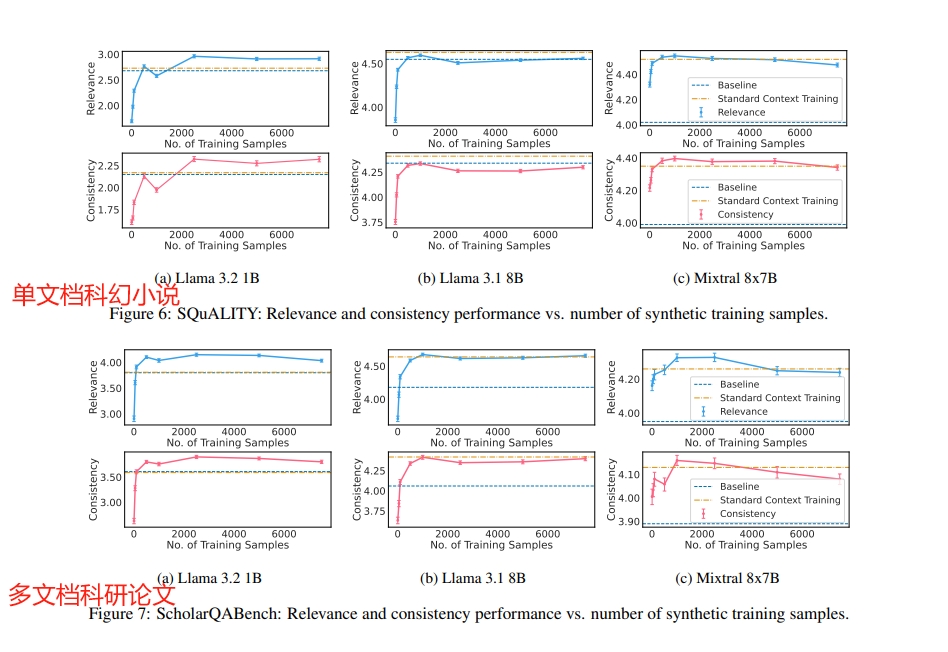 3.00
2.50
2.00
Relevance
0 2000 4000 6000
No. of Training Samples
4.50
4.00
Relevance
0 2000 4000 6000
No. of Training Samples
4.40
4.20
4.00
Relevance
Baseline
Standard Context Training
Relevance
0 2000 4000 6000
No. of Training Samples
2.25
2.00
1.75
Consistency
0 2000 4000 6000
No. of Training Samples
4.25
4.00
3.75
Consistency
0 2000 4000 6000
No. of Training Samples
4.40
4.20
4.00
Consistency
Baseline
Standard Context Training
Consistency
0 2000 4000 6000
No. of Training Samples
(a) Llama 3.2 1B
(b) Llama 3.1 8B
(c) Mixtral 8x7B
单文档科幻小说
Figure 6: SQuALITY: Relevance and consistency performance vs. number of synthetic training samples.
4.00
3.50
3.00
Relevance
0 2000 4000 6000
No. of Training Samples
4.50
4.00
Relevance
0 2000 4000 6000
No. of Training Samples
4.20
4.00
Relevance
Baseline
Standard Context Training
Relevance
0 2000 4000 6000
No. of Training Samples
3.50
3.00
Consistency
0 2000 4000 6000
No. of Training Samples
4.25
4.00
3.75
Consistency
0 2000 4000 6000
No. of Training Samples
4.10
4.00
3.90
Consistency
Baseline
Standard Context Training
Consistency
0 2000 4000 6000
No. of Training Samples
(a) Llama 3.2 1B
(b) Llama 3.1 8B
(c) Mixtral 8x7B
多文档科研论文
Figure 7: ScholarQABench: Relevance and consistency performance vs. number of synthetic training samples.